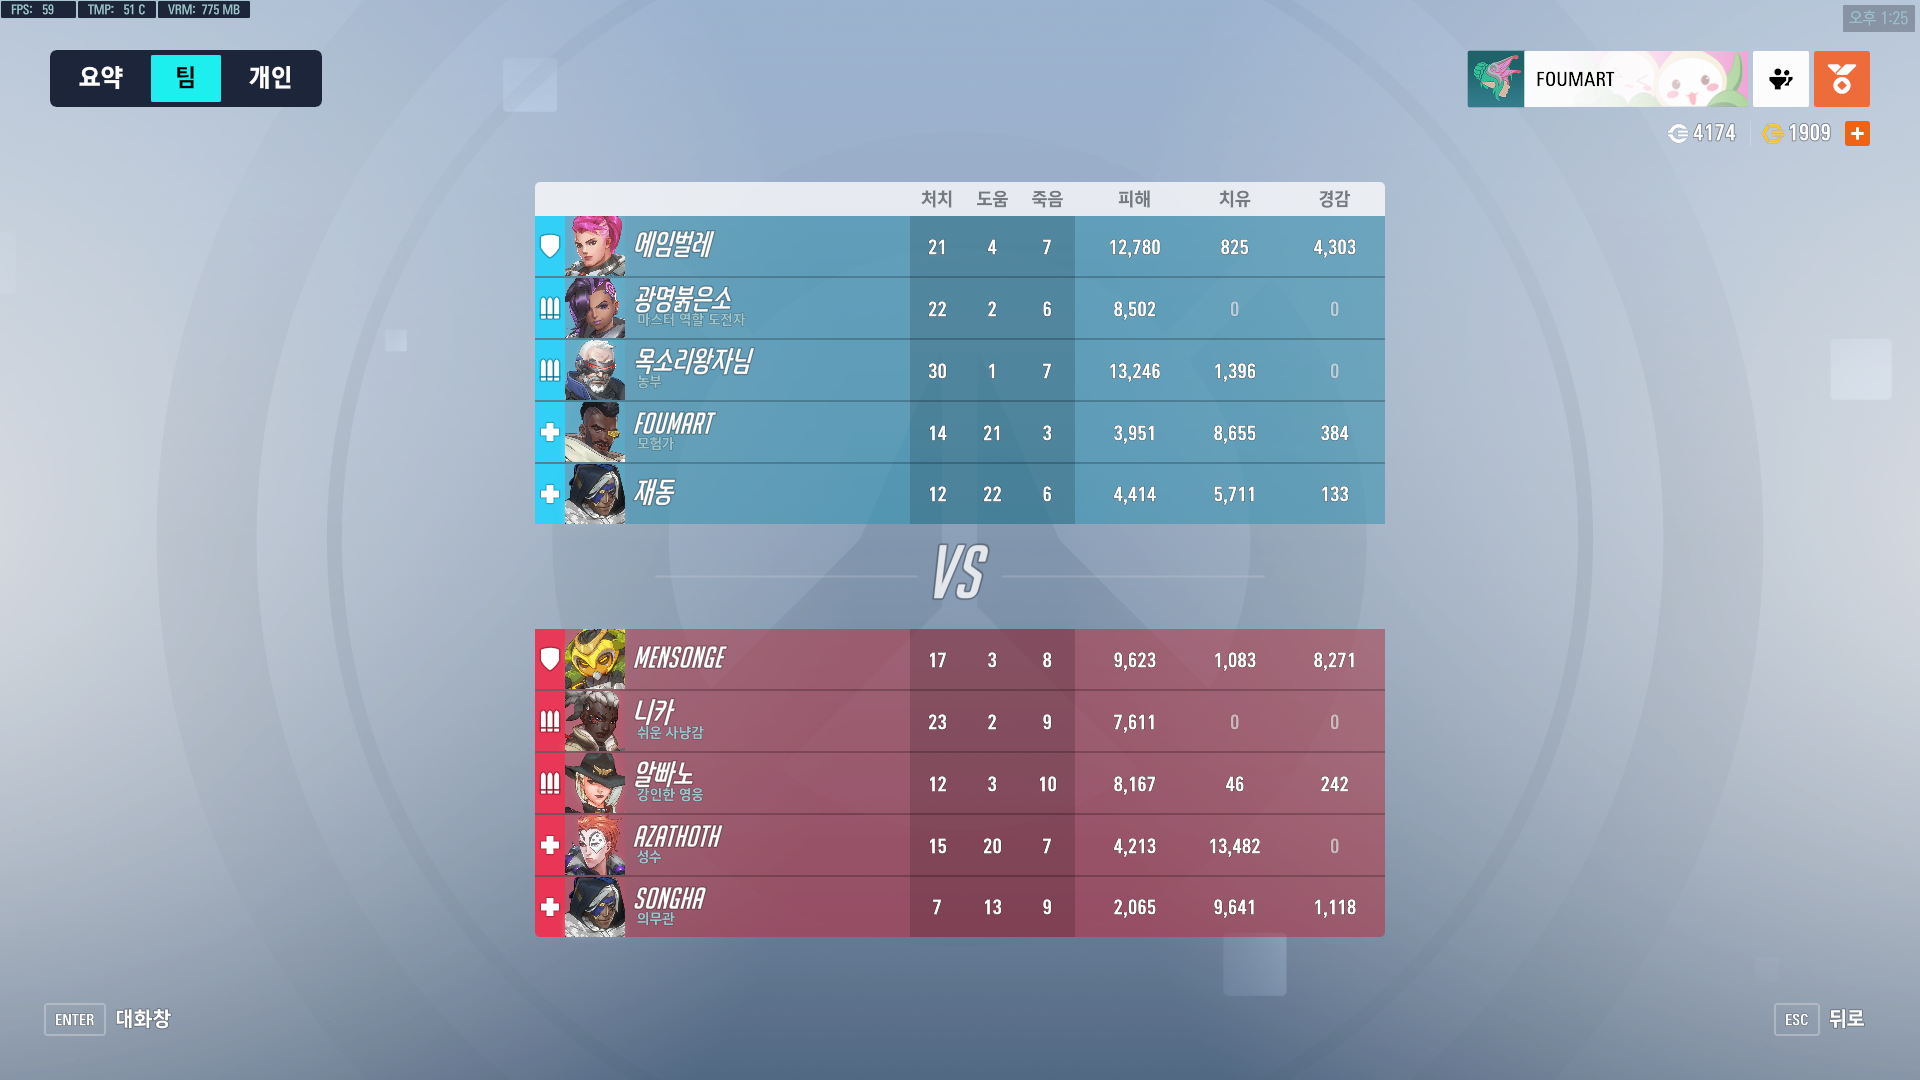 FPS: 59 TMP: 51 C VRM: 775 MB
오후 1:25
요약 팀 개인
FOUMART
4174 1909
처치 도움 죽음 피해 치유 경감
에임벌레 21 4 7 12,780 825 4,303
광명붉은소 22 2 6 8,502 0 0
마스터 역할 도전자
목소리왕자님 30 1 7 13,246 1,396 0
농부
FOUMART 14 21 3 3,951 8,655 384
모험가
재동 12 22 6 4,414 5,711 133
VS
MENSONGE 17 3 8 9,623 1,083 8,271
니카 23 2 9 7,611 0 0
쉬운 사냥감
알빠노 12 3 10 8,167 46 242
강인한 영웅
AZATHOTH 15 20 7 4,213 13,482 0
성수
SONGHA 7 13 9 2,065 9,641 1,118
의무관
ENTER 대화창
ESC 뒤로